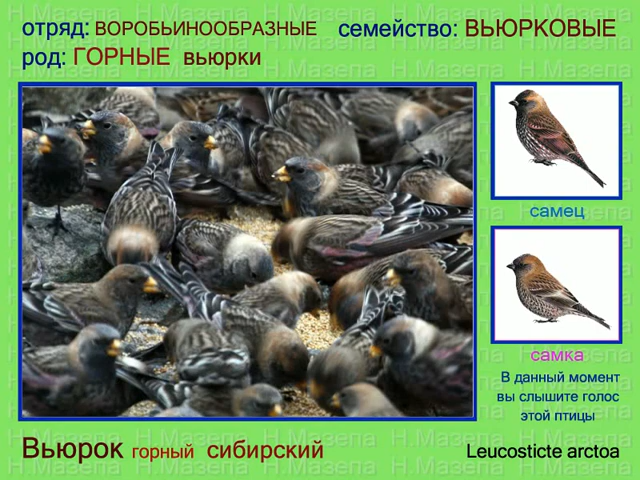 отряд: ВОРОБЬИНООБРАЗНЫЕ семейство: ВЬЮРКОВЫЕ
род: ГОРНЫЕ вьюрки
самец
самка
В данный момент
вы слышите голос
этой птицы
Вьюрок горный сибирский Leucosticte arctoa
Н.Мазепа